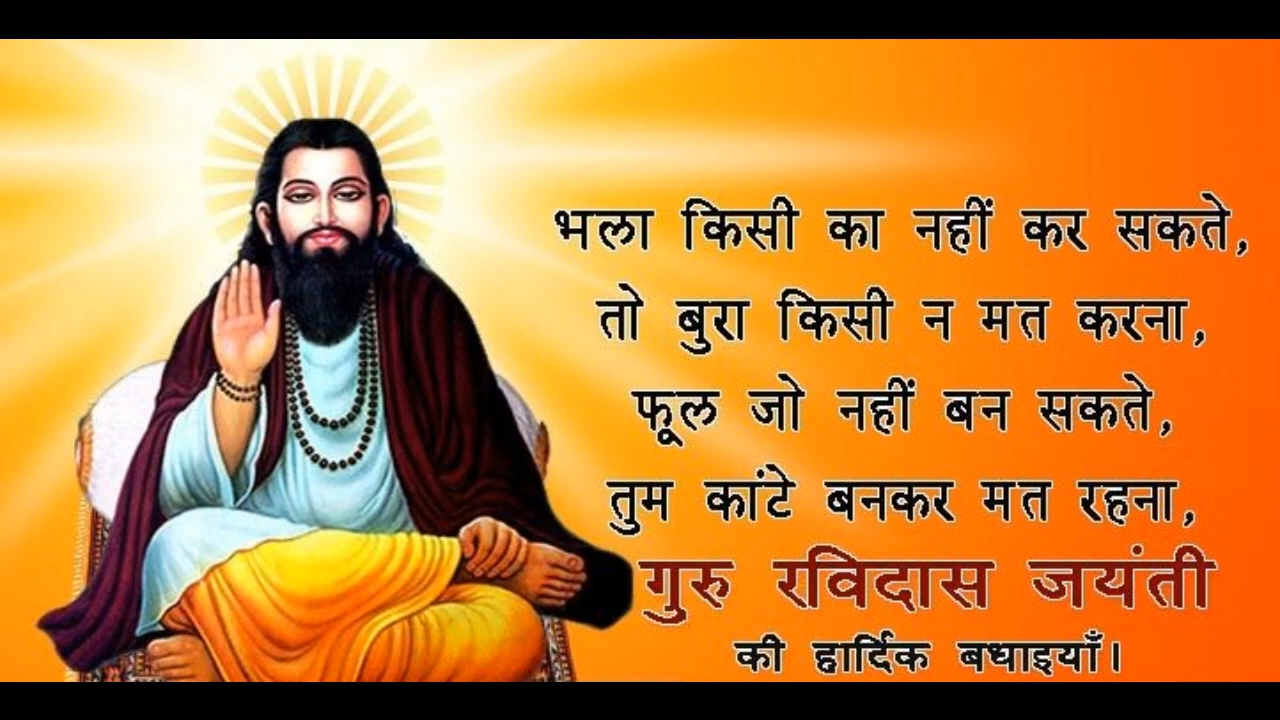 भला किसी का नहीं कर सकते,
तो बुरा किसी न मत करना,
फूल जो नहीं बन सकते,
तुम कांटे बनकर मत रहना,
गुरु रविदास जयंती
की हार्दिक बधाइयाँ।